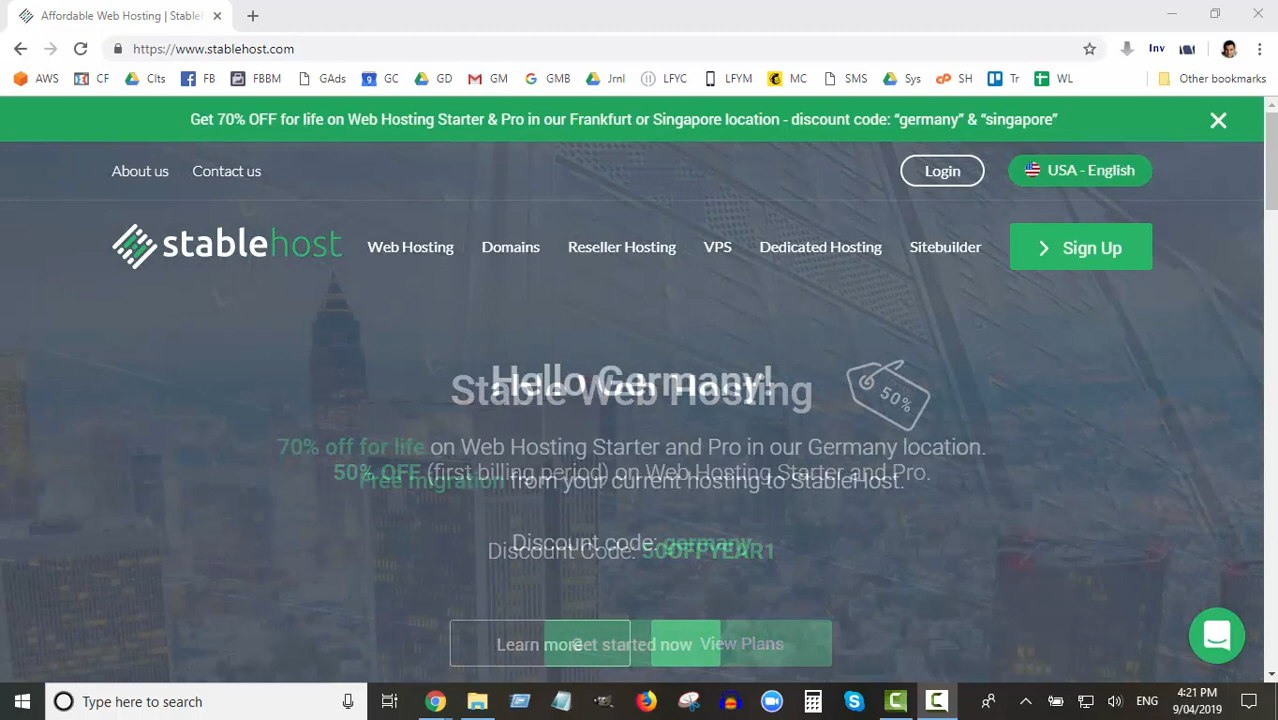 Affordable Web Hosting | Stable
https://www.stablehost.com
Inv
AWS CF Clts FB FBBM GAds GC GD GM GMB Jrnl LFYC LFYM MC SMS Sys SH Tr WL Other bookmarks
Get 70% OFF for life on Web Hosting Starter & Pro in our Frankfurt or Singapore location - discount code: “germany” & “singapore”
About us Contact us Login USA - English
stablehost Web Hosting Domains Reseller Hosting VPS Dedicated Hosting Sitebuilder Sign Up
Hello Germany!
Stable Web Hosting
50%
70% off for life on Web Hosting Starter and Pro in our Germany location.
50% OFF (first billing period) on Web Hosting Starter and Pro.
Free migration from your current hosting to StableHost.
Discount code: germany
Discount Code: 50OFFYEAR1
Learn more Get started now View Plans
Type here to search
ENG
4:21 PM
9/04/2019